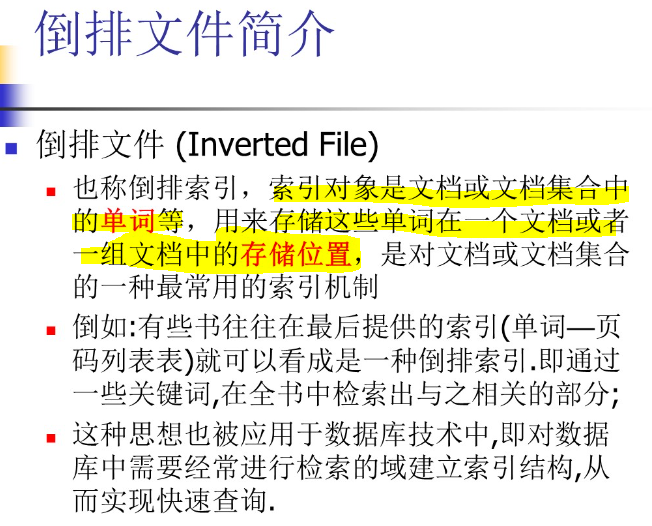 倒排文件简介
倒排文件 (Inverted File)
也称倒排索引，索引对象是文档或文档集合中
的单词等，用来存储这些单词在一个文档或者
一组文档中的存储位置，是对文档或文档集合
的一种最常用的索引机制
倒如:有些书往往在最后提供的索引(单词—页
码列表表)就可以看成是一种倒排索引.即通过
一些关键词,在全书中检索出与之相关的部分;
这种思想也被应用于数据库技术中,即对数据
库中需要经常进行检索的域建立索引结构,从
而实现快速查询.